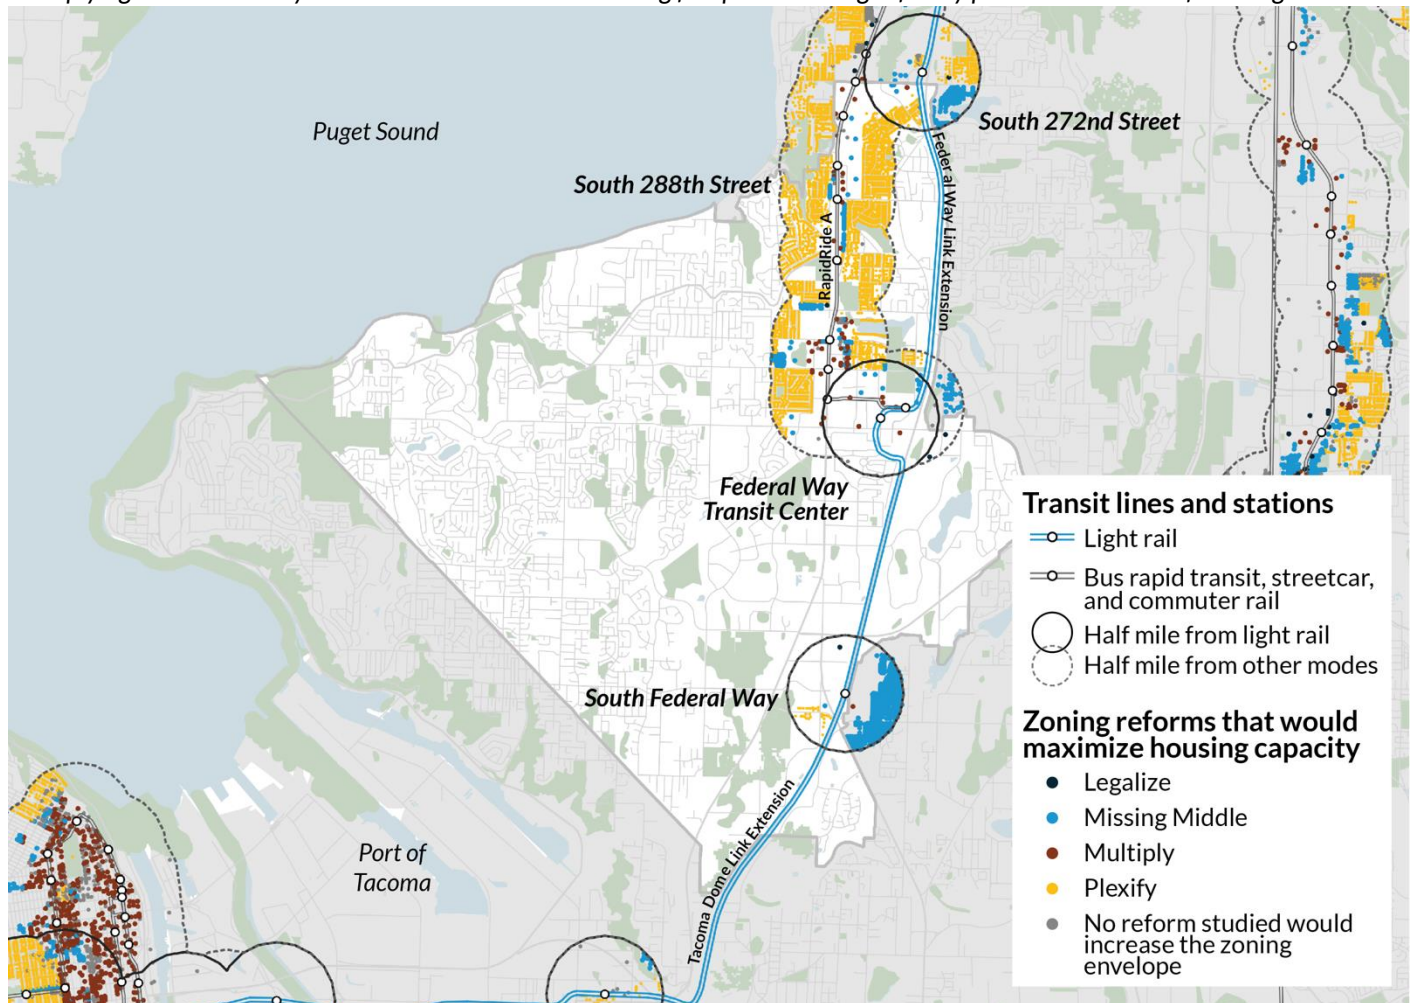 Puget Sound
South 272nd Street
South 288th Street
RapidRide A
Federal Way Link Extension
Federal Way
Transit Center
South Federal Way
Tacoma Dome Link Extension
Port of
Tacoma
Transit lines and stations
Light rail
Bus rapid transit, streetcar,
and commuter rail
Half mile from light rail
Half mile from other modes
Zoning reforms that would
maximize housing capacity
Legalize
Missing Middle
Multiply
Plexify
No reform studied would
increase the zoning
envelope